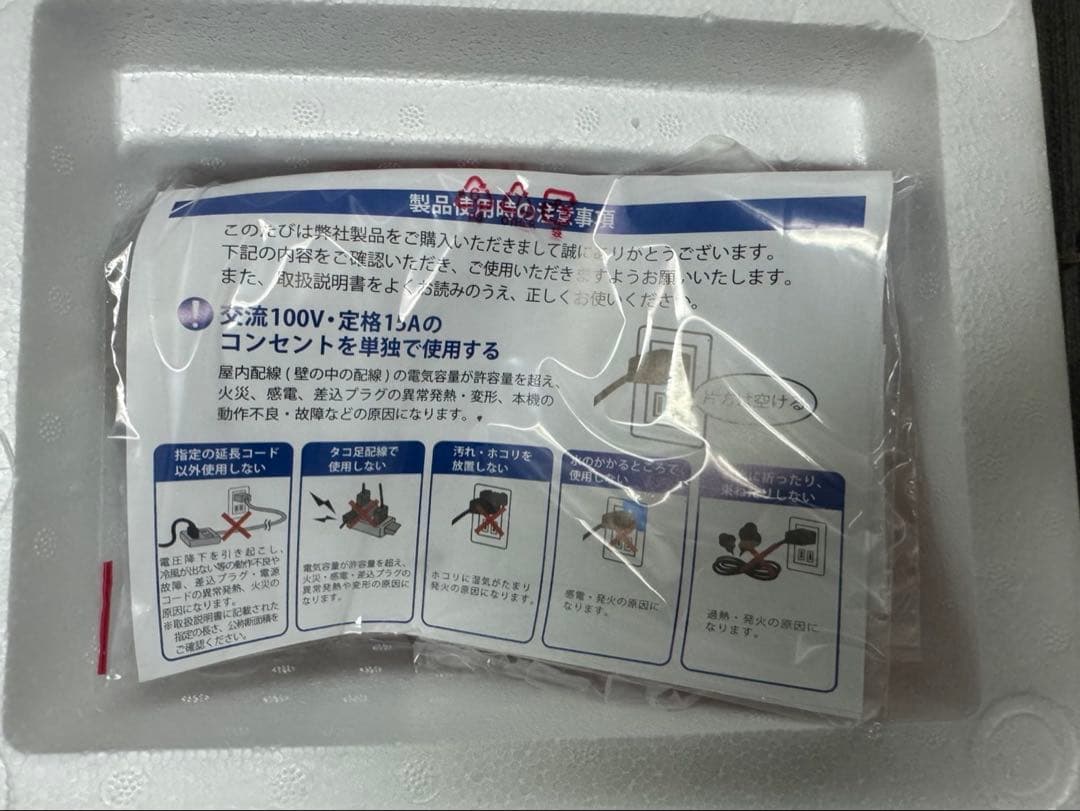 製品使用時の注意事項
このたびは弊社製品をご購入いただきまして誠にありがとうございます。
下記の内容をご確認いただき、ご使用いただきますようお願いいたします。
また、取扱説明書をよくお読みのうえ、正しくお使いください。
交流100V・定格15Aの
コンセントを単独で使用する
屋内配線(壁の中の配線)の電気容量が許容量を超え、
火災、感電、差込プラグの異常発熱・変形、本機の
動作不良・故障などの原因になります。
片方は空ける
指定の延長コード
以外使用しない
電圧降下を引き起こし、
冷風が出ない等の動作不良や
故障、差込プラグ・電源
コードの異常発熱、火災の
原因になります。
※取扱説明書に記載された
指定の長さ、公称断面積を
ご確認ください。
タコ足配線で
使用しない
電気容量が許容量を超え、
火災・感電・差込プラグの
異常発熱や変形の原因に
なります。
汚れ・ホコリを
放置しない
ホコリに湿気がたまり
発火の原因になります。
水のかかるところで
使用しない
感電・発火の原因に
なります。
に折ったり、
束ねたりしない
過熱・発火の原因に
なります。